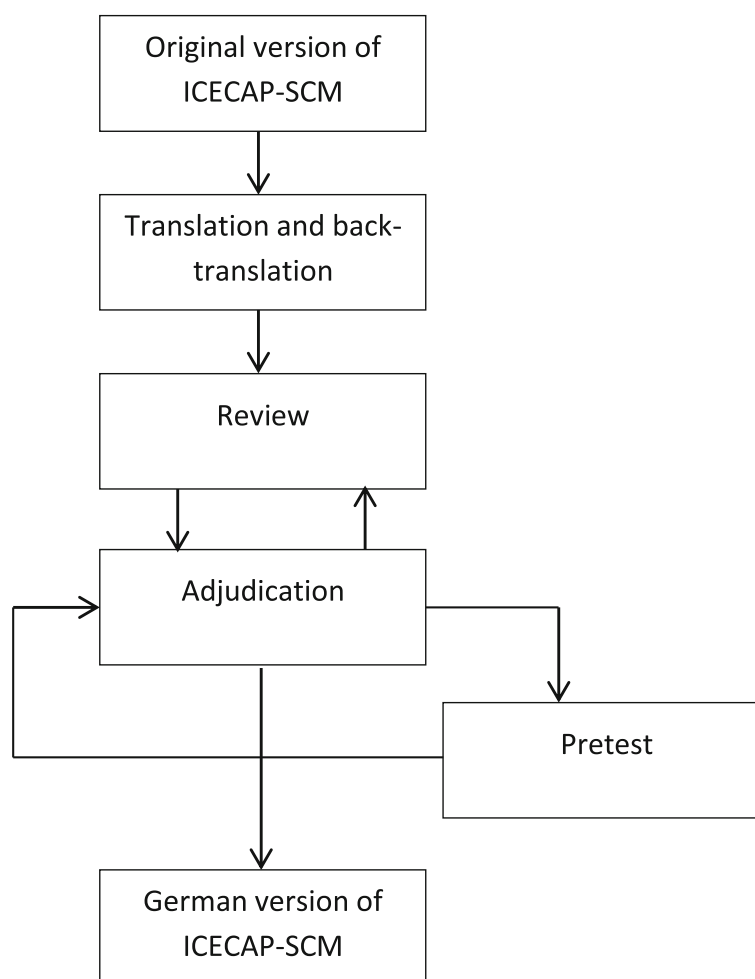 Original version of
ICECAP-SCM
Translation and back-
translation
Review
Adjudication
Pretest
German version of
ICECAP-SCM